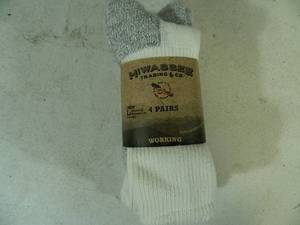 HIWASSEE
TRADING CO
4 PAIRS
WORKING